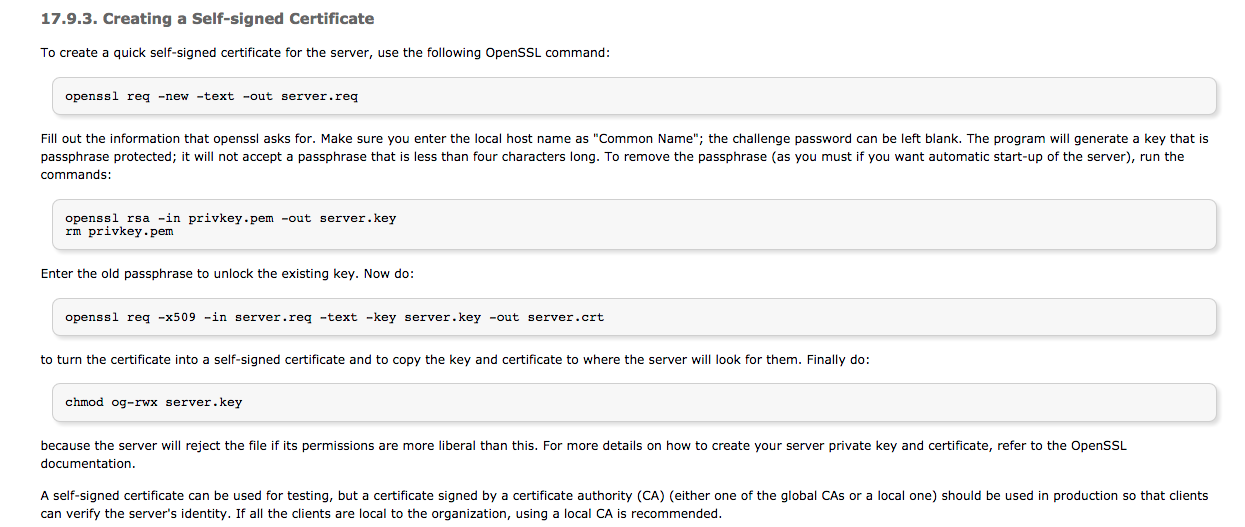 17.9.3. Creating a Self-signed Certificate
To create a quick self-signed certificate for the server, use the following OpenSSL command:
openssl req -new -text -out server.req
Fill out the information that openssl asks for. Make sure you enter the local host name as "Common Name"; the challenge password can be left blank. The program will generate a key that is
passphrase protected; it will not accept a passphrase that is less than four characters long. To remove the passphrase (as you must if you want automatic start-up of the server), run the
commands:
openssl rsa -in privkey.pem -out server.key
rm privkey.pem
Enter the old passphrase to unlock the existing key. Now do:
openssl req -x509 -in server.req -text -key server.key -out server.crt
to turn the certificate into a self-signed certificate and to copy the key and certificate to where the server will look for them. Finally do:
chmod og-rwx server.key
because the server will reject the file if its permissions are more liberal than this. For more details on how to create your server private key and certificate, refer to the OpenSSL
documentation.
A self-signed certificate can be used for testing, but a certificate signed by a certificate authority (CA) (either one of the global CAs or a local one) should be used in production so that clients
can verify the server's identity. If all the clients are local to the organization, using a local CA is recommended.